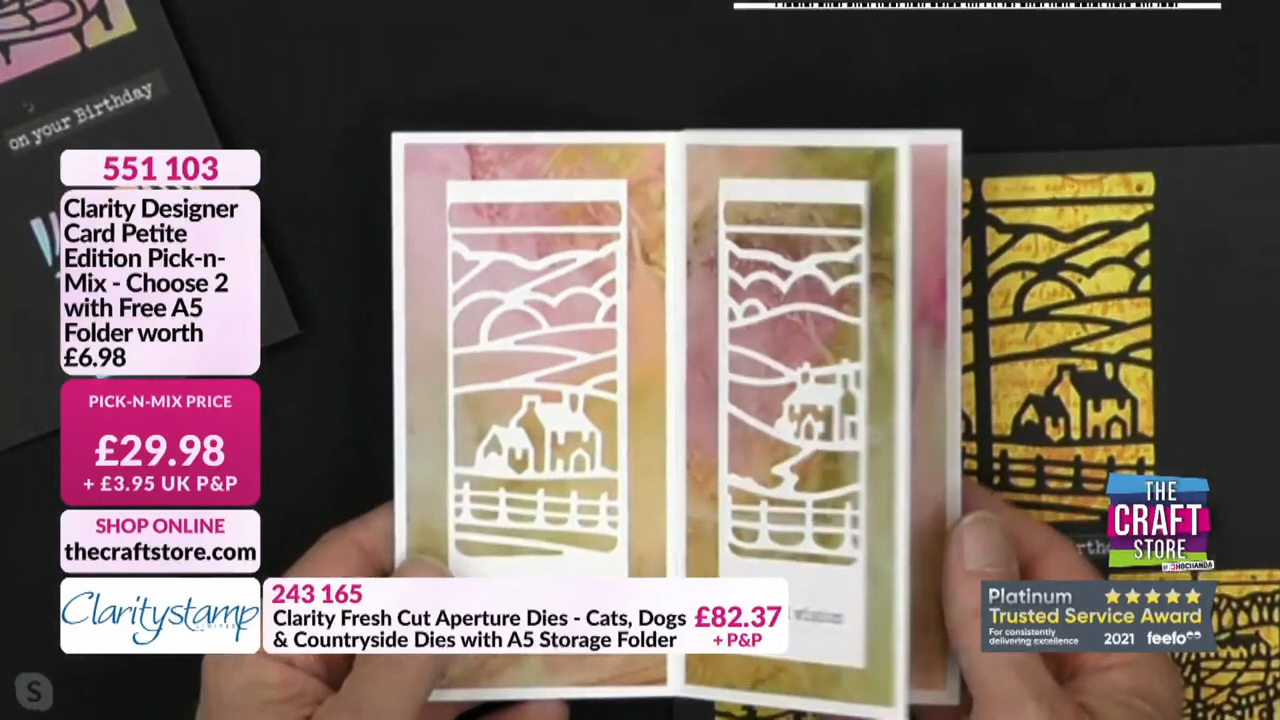 on your Birthday
551 103
Clarity Designer
Card Petite
Edition Pick-n-
Mix - Choose 2
with Free A5
Folder worth
£6.98
PICK-N-MIX PRICE
£29.98
+ £3.95 UK P&P
SHOP ONLINE
thecraftstore.com
Claritystamp
LIMITED
243 165
Clarity Fresh Cut Aperture Dies - Cats, Dogs
& Countryside Dies with A5 Storage Folder
£82.37
+ P&P
THE
CRAFT
STORE
BY HOCHANDA
Platinum
Trusted Service Award
For consistently
delivering excellence
2021 feefo
S